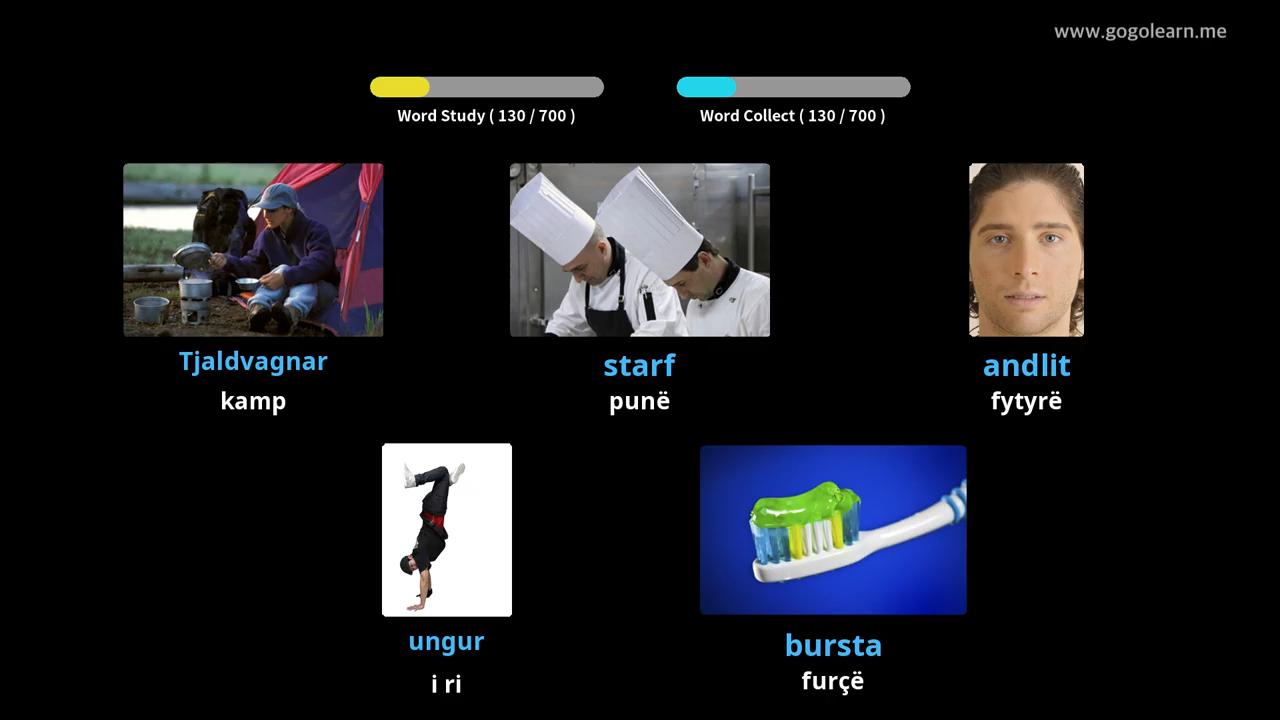 www.gogolearn.me
Word Study ( 130 / 700 )
Word Collect ( 130 / 700 )
Tjaldvagnar
kamp
starf
punë
andlit
fytyrë
ungur
i ri
bursta
furçë